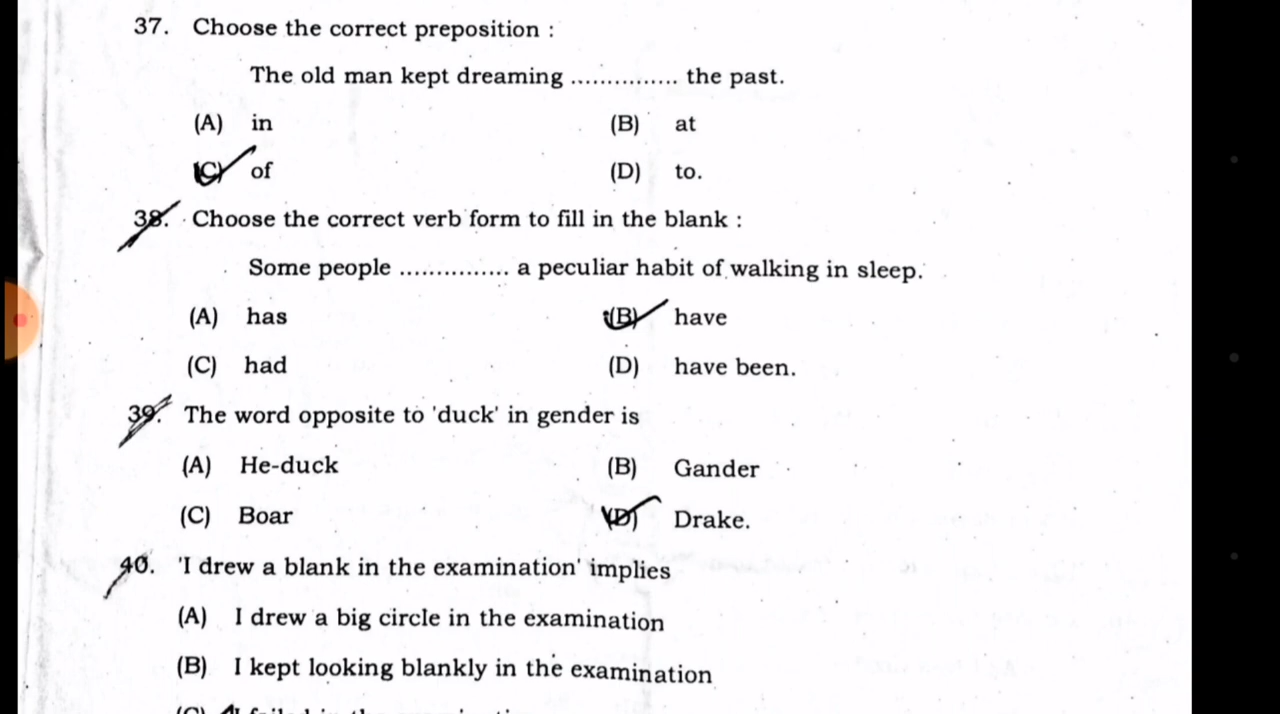 37. Choose the correct preposition :
The old man kept dreaming ............... the past.
(A) in (B) at
(C) of (D) to.
38. Choose the correct verb form to fill in the blank :
Some people ............... a peculiar habit of walking in sleep.
(A) has (B) have
(C) had (D) have been.
39. The word opposite to 'duck' in gender is
(A) He-duck (B) Gander
(C) Boar (D) Drake.
40. 'I drew a blank in the examination' implies
(A) I drew a big circle in the examination
(B) I kept looking blankly in the examination